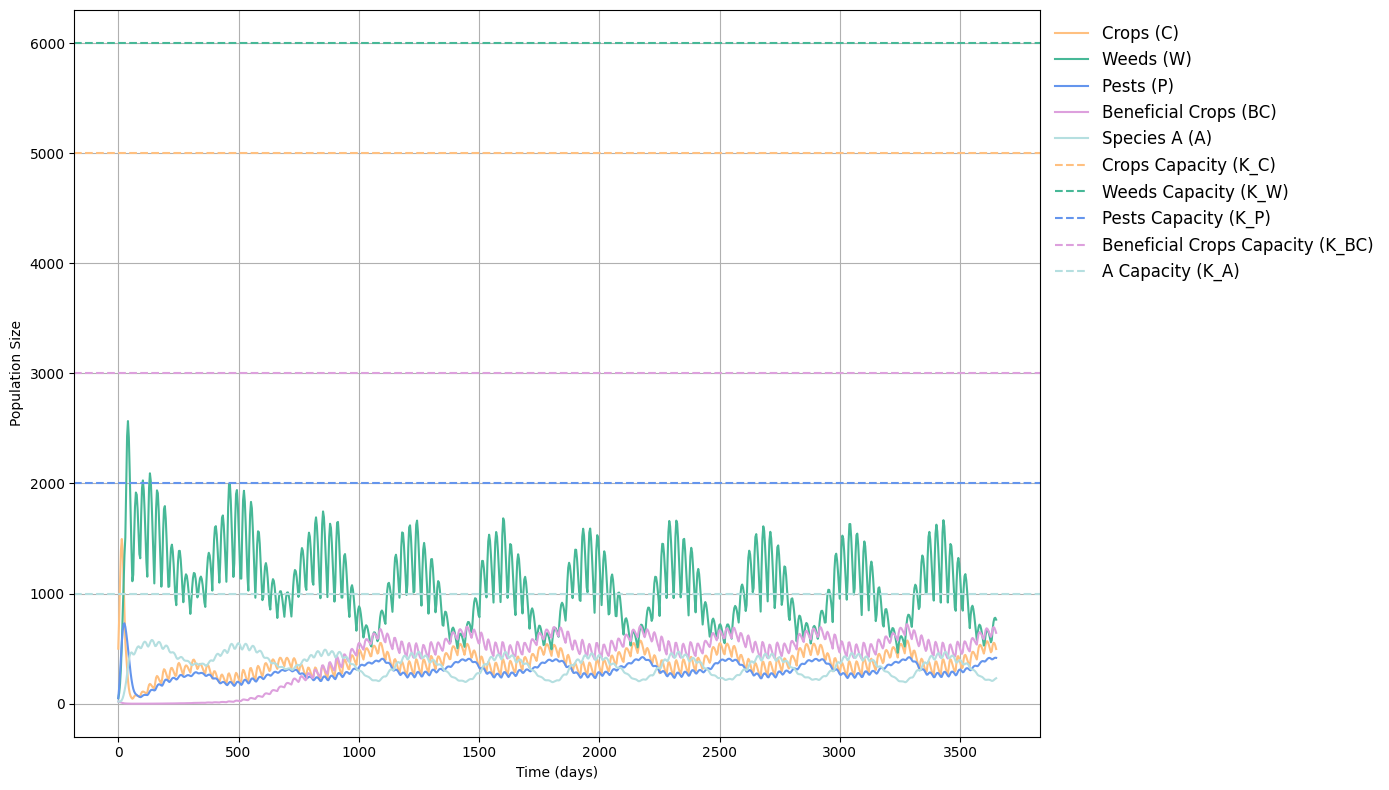 Crops (C)
Weeds (W)
Pests (P)
Beneficial Crops (BC)
Species A (A)
Crops Capacity (K_C)
Weeds Capacity (K_W)
Pests Capacity (K_P)
Beneficial Crops Capacity (K_BC)
A Capacity (K_A)
Population Size
6000
5000
4000
3000
2000
1000
0
0 500 1000 1500 2000 2500 3000 3500
Time (days)